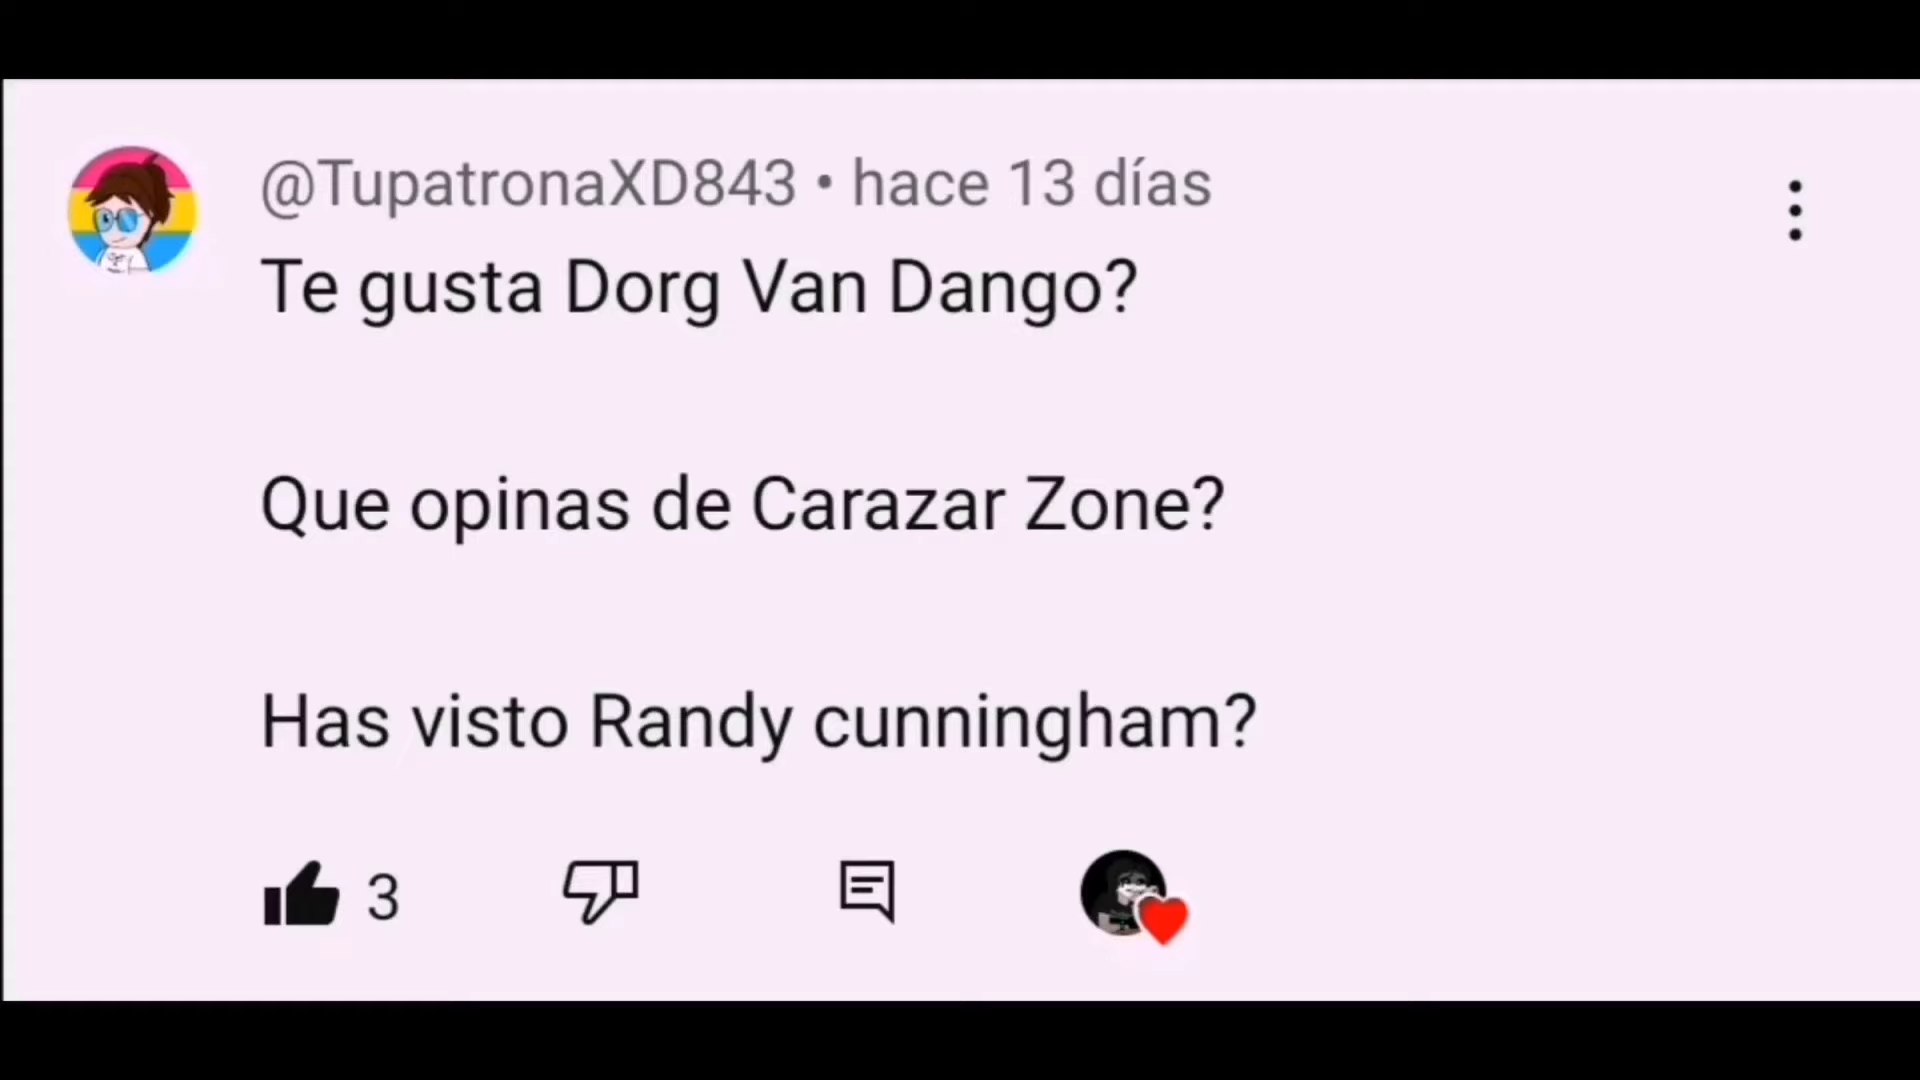 @TupatronaXD843 • hace 13 días
Te gusta Dorg Van Dango?
Que opinas de Carazar Zone?
Has visto Randy cunningham?
3